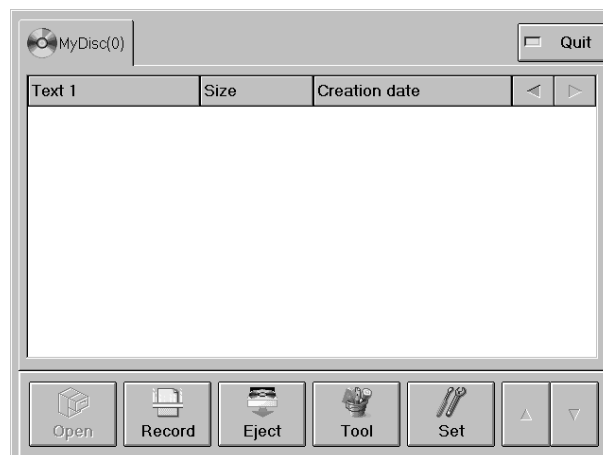 MyDisc(0)
Quit
Text 1 Size Creation date
Open Record Eject Tool Set